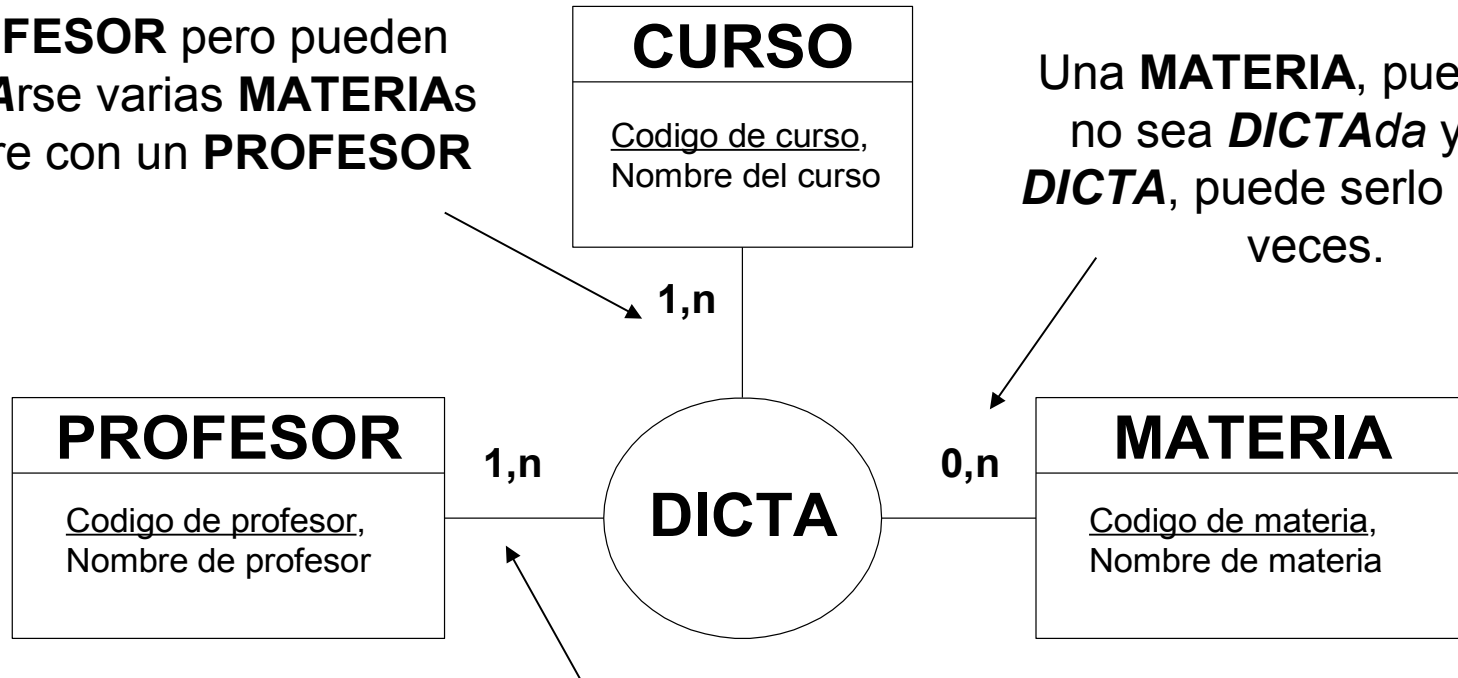 FESOR pero pueden
Arse varias MATERIAs
re con un PROFESOR
CURSO
Codigo de curso,
Nombre del curso
Una MATERIA, pue
no sea DICTAda y
DICTA, puede serlo
veces.
1,n
PROFESOR
Codigo de profesor,
Nombre de profesor
1,n
DICTA
0,n
MATERIA
Codigo de materia,
Nombre de materia